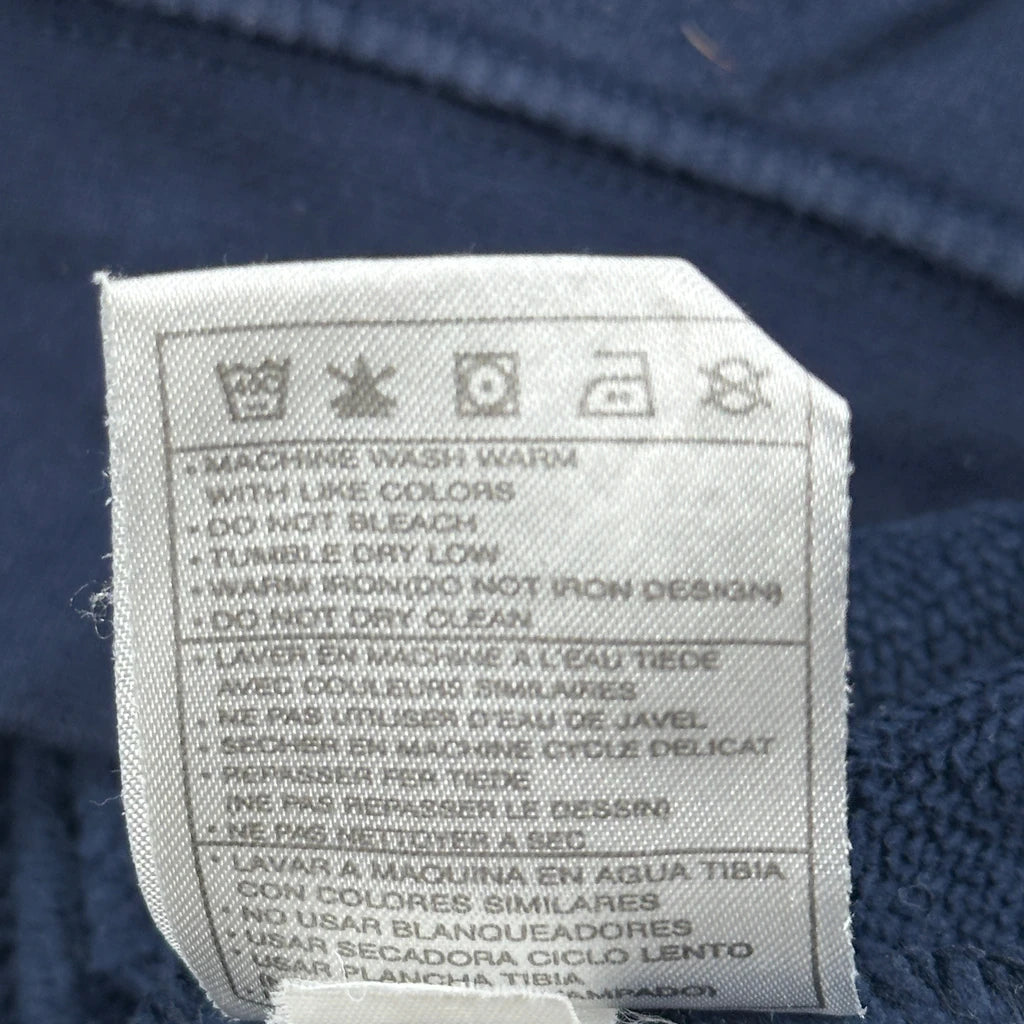 • MACHINE WASH WARM
WITH LIKE COLORS
• DO NOT BLEACH
• TUMBLE DRY LOW
• WARM IRON(DO NOT IRON DESIGN)
• DO NOT DRY CLEAN
• LAVER EN MACHINE A L'EAU TIEDE
AVEC COULEURS SIMILAIRES
• NE PAS UTILISER D'EAU DE JAVEL
• SECHER EN MACHINE CYCLE DELICAT
• REPASSER FER TIEDE
(NE PAS REPASSER LE DESSIN)
• NE PAS NETTOYER A SEC
• LAVAR A MAQUINA EN AGUA TIBIA
CON COLORES SIMILARES
• NO USAR BLANQUEADORES
• USAR SECADORA CICLO LENTO
• USAR PLANCHA TIBIA